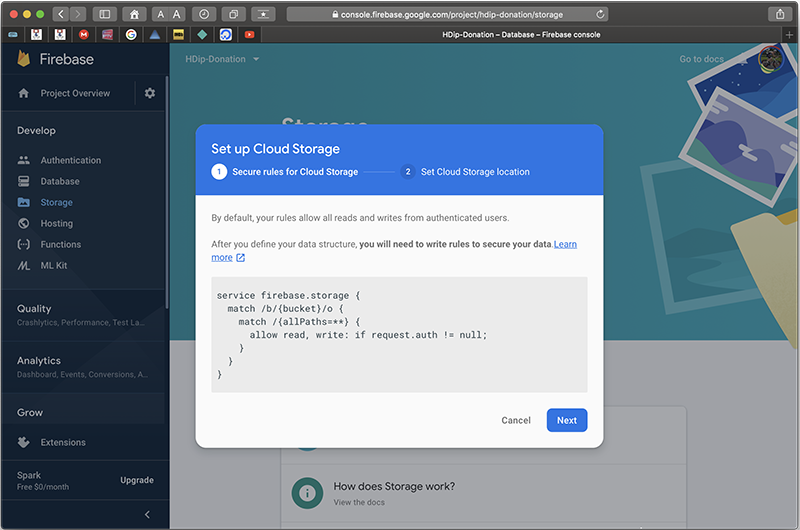 console.firebase.google.com/project/hdip-donation/storage
HDip-Donation – Database – Firebase console
Firebase
HDip-Donation
Go to docs
Project Overview
Develop
Authentication
Database
Storage
Hosting
Functions
ML Kit
Quality
Crashlytics, Performance, Test La...
Analytics
Dashboard, Events, Conversions, A...
Grow
Extensions
Spark
Free $0/month
Upgrade
Storage
Set up Cloud Storage
1 Secure rules for Cloud Storage
2 Set Cloud Storage location
By default, your rules allow all reads and writes from authenticated users.
After you define your data structure, you will need to write rules to secure your data.Learn
more
service firebase.storage {
match /b/{bucket}/o {
match /{allPaths=**} {
allow read, write: if request.auth != null;
}
}
}
Cancel
Next
How does Storage work?
View the docs